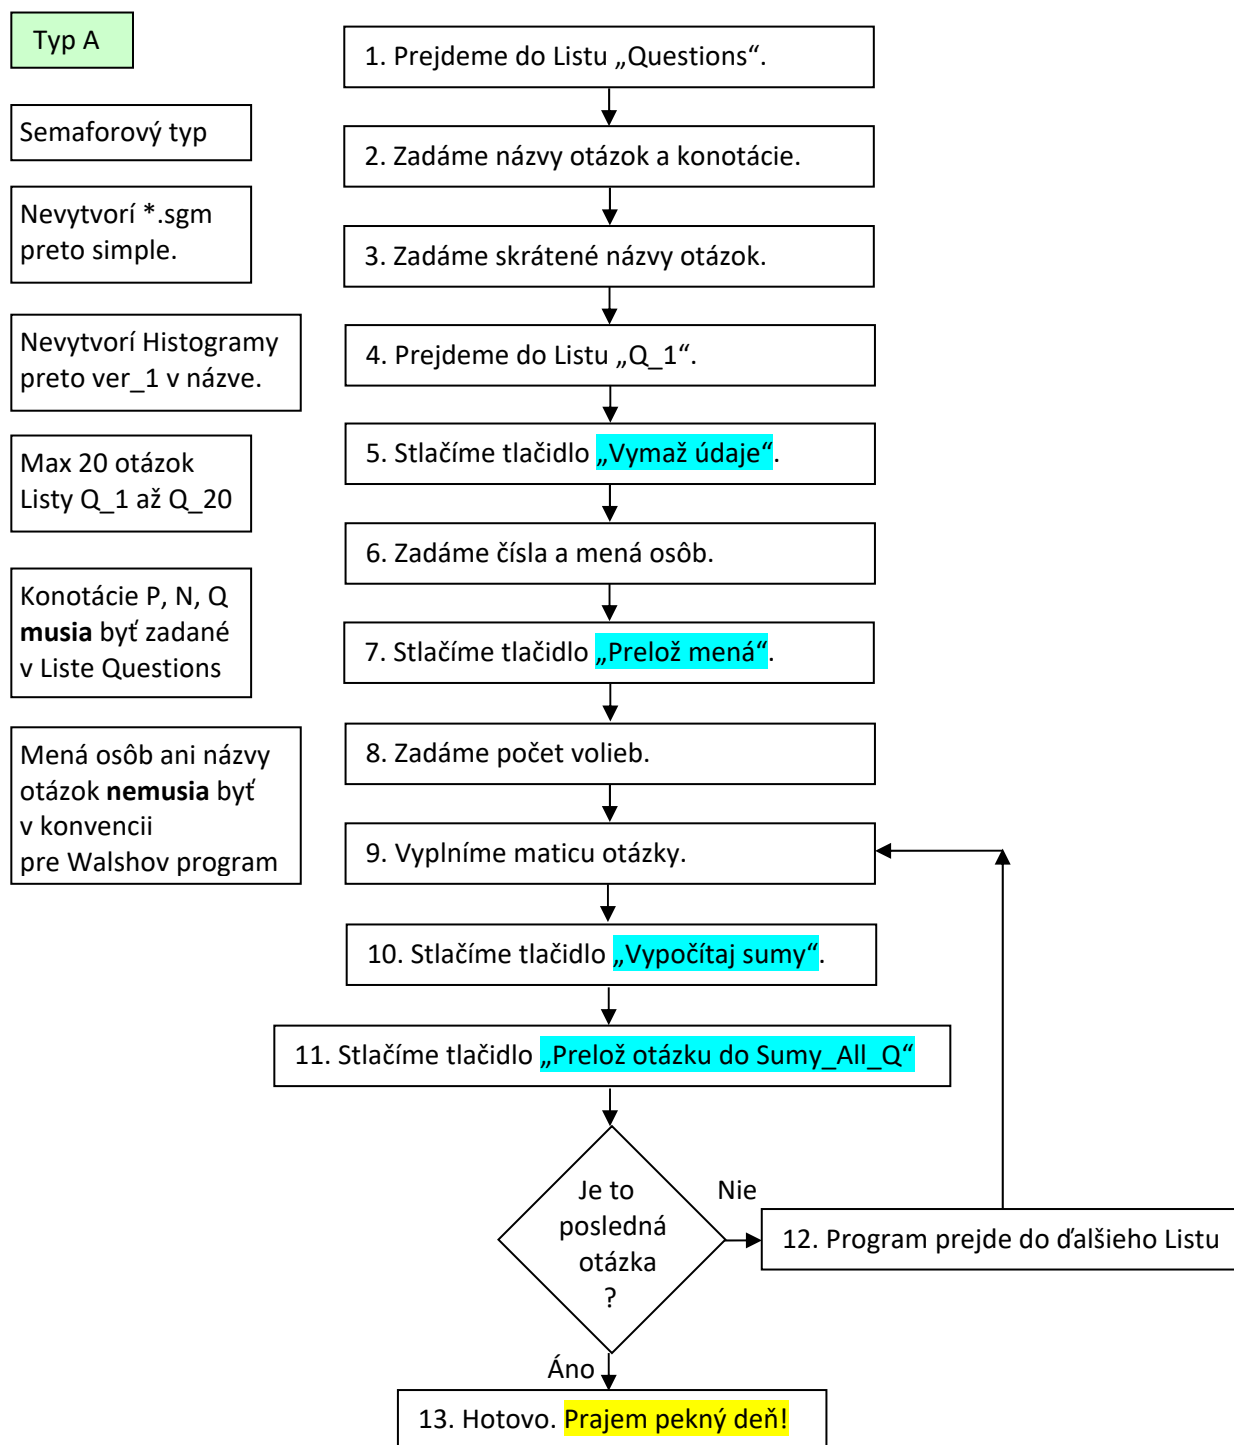 Typ A
Semaforový typ
Nevytvorí *.sgm
preto simple.
Nevytvorí Histogramy
preto ver_1 v názve.
Max 20 otázok
Listy Q_1 až Q_20
Konotácie P, N, Q
musia byť zadané
v Liste Questions
Mená osôb ani názvy
otázok nemusia byť
v konvencii
pre Walshov program
1. Prejdeme do Listu „Questions“.
2. Zadáme názvy otázok a konotácie.
3. Zadáme skrátené názvy otázok.
4. Prejdeme do Listu „Q_1“.
5. Stlačíme tlačidlo „Vymaž údaje“.
6. Zadáme čísla a mená osôb.
7. Stlačíme tlačidlo „Prelož mená“.
8. Zadáme počet volieb.
9. Vyplníme maticu otázky.
10. Stlačíme tlačidlo „Vypočítaj sumy“.
11. Stlačíme tlačidlo „Prelož otázku do Sumy_All_Q“
Je to
posledná
otázka
?
Nie
12. Program prejde do ďalšieho Listu
Áno
13. Hotovo. Prajem pekný deň!